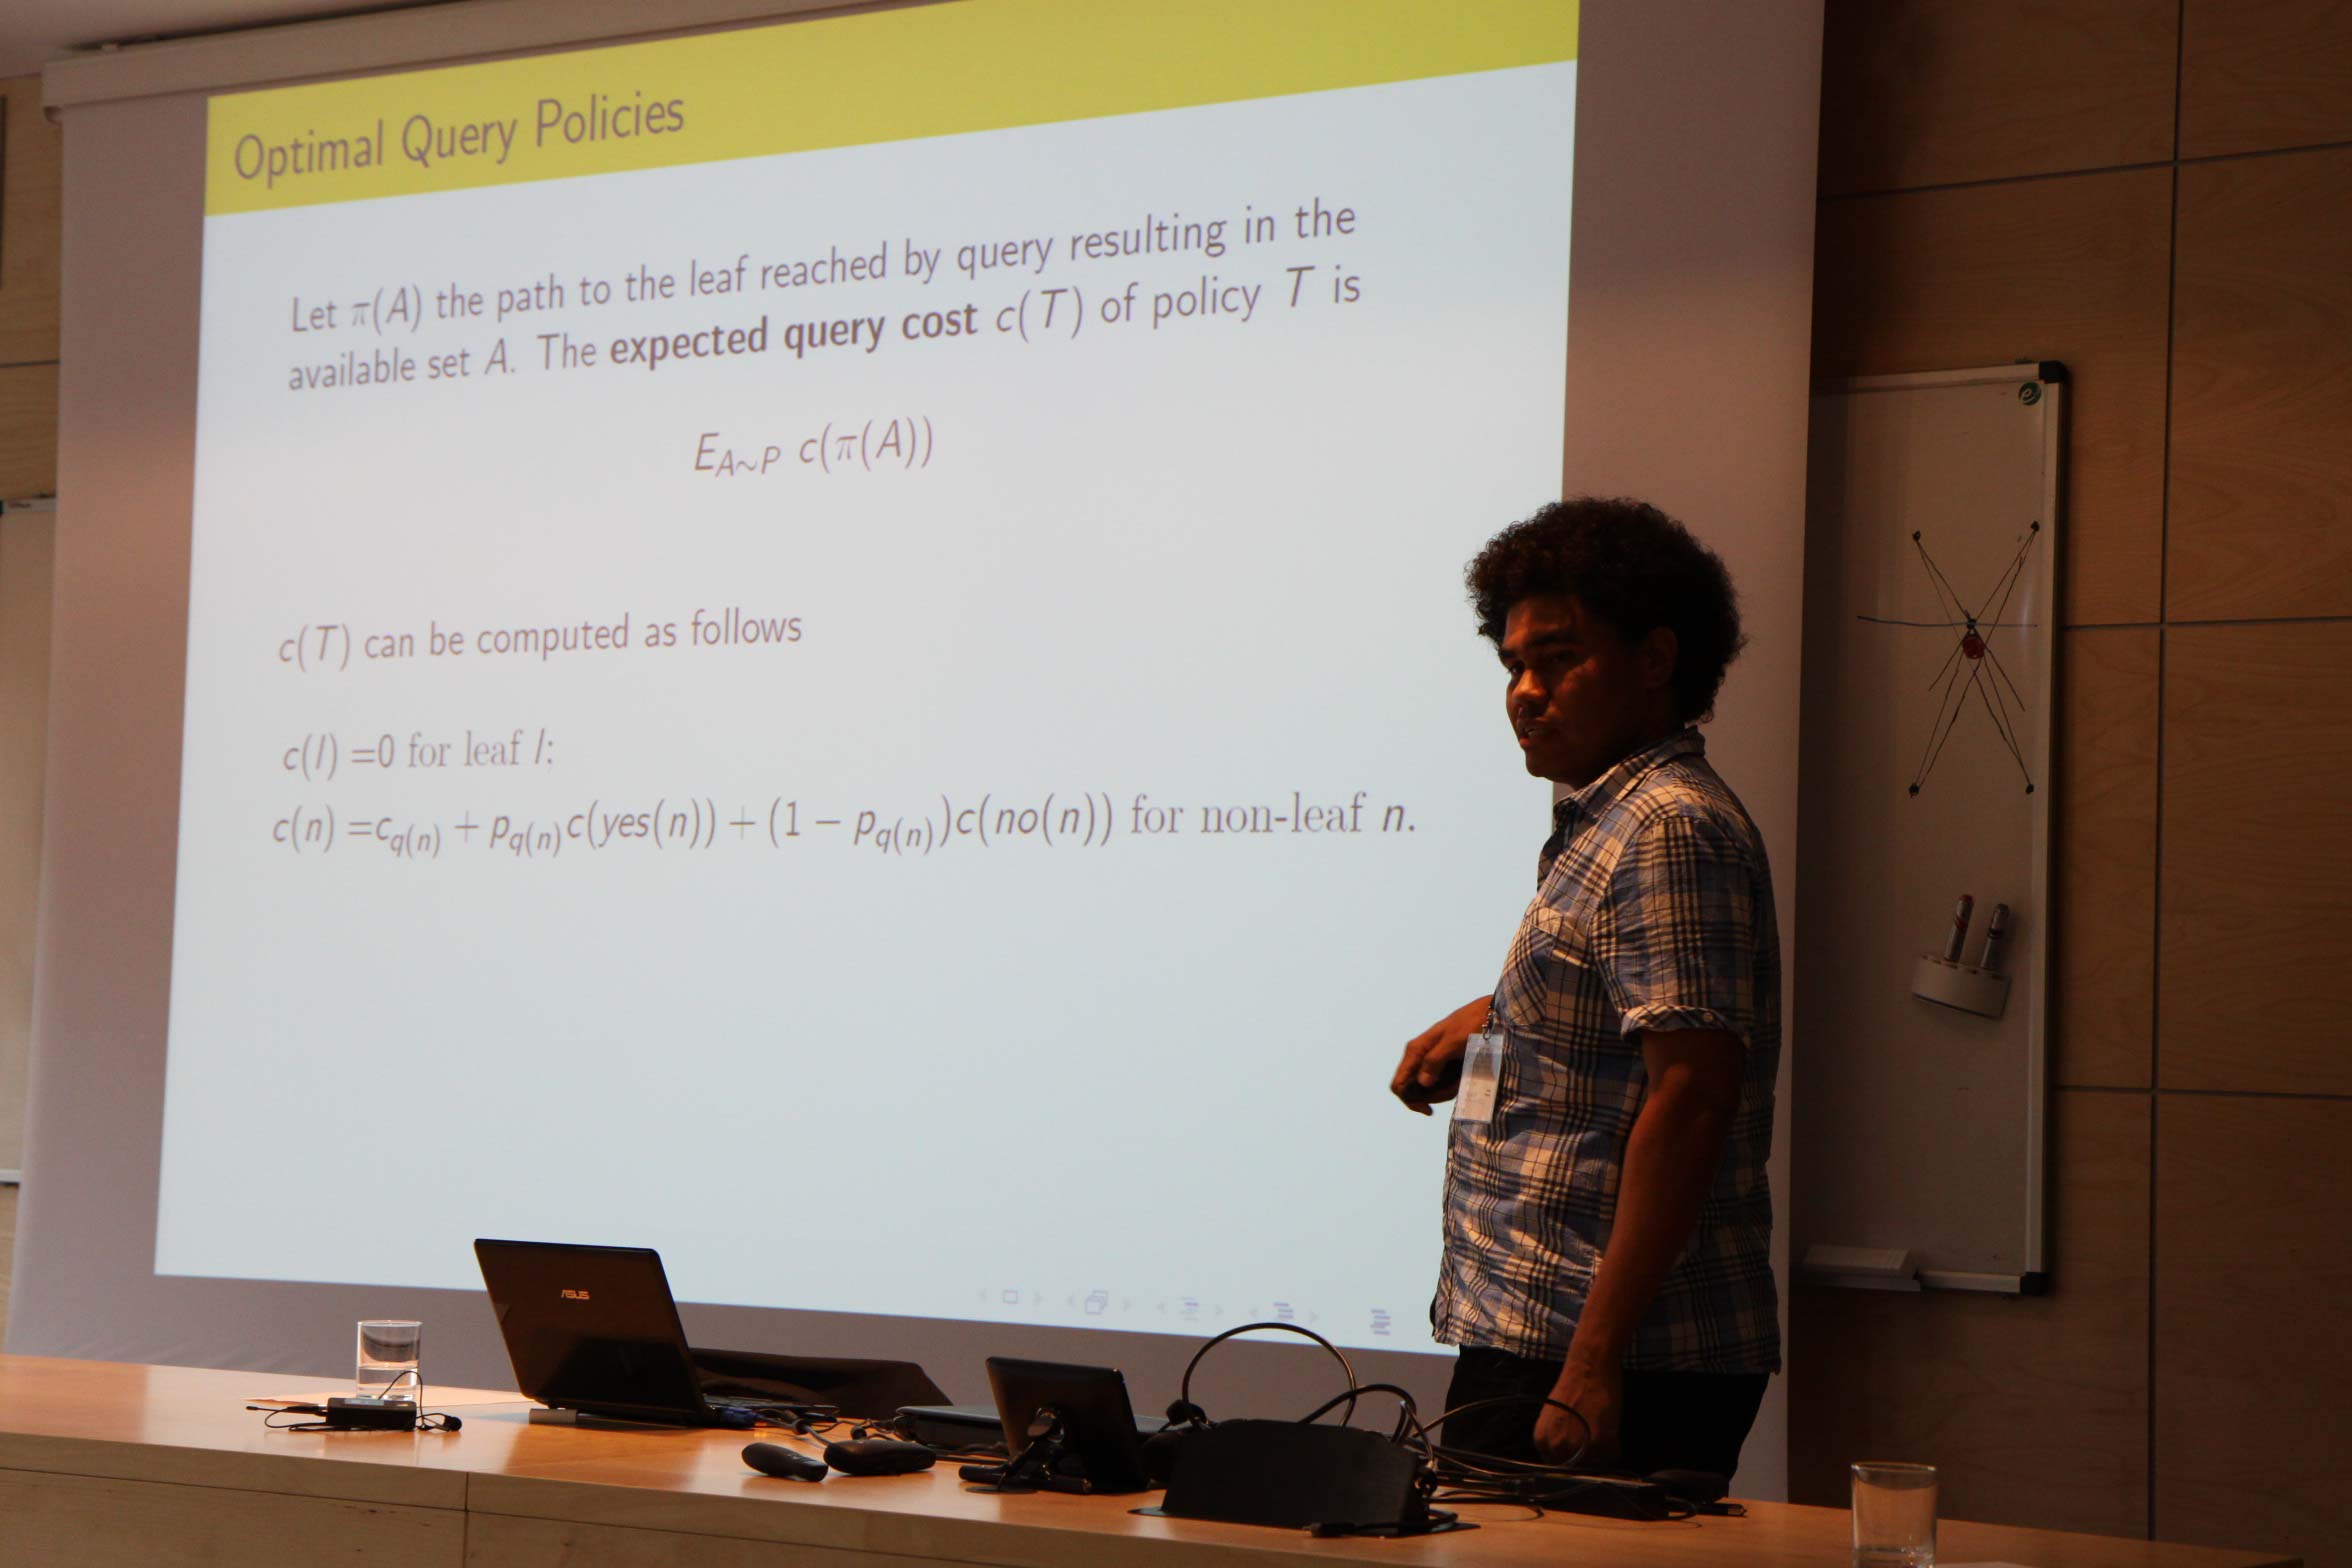 Optimal Query Policies
Let π(A) the path to the leaf reached by query resulting in the
available set A. The expected query cost c(T) of policy T is
E_{A∼P} c(π(A))
c(T) can be computed as follows
c(l) =0 for leaf l;
c(n) =c_{q(n)} + p_{q(n)}c(yes(n)) + (1 − p_{q(n)})c(no(n)) for non-leaf n.
ASUS